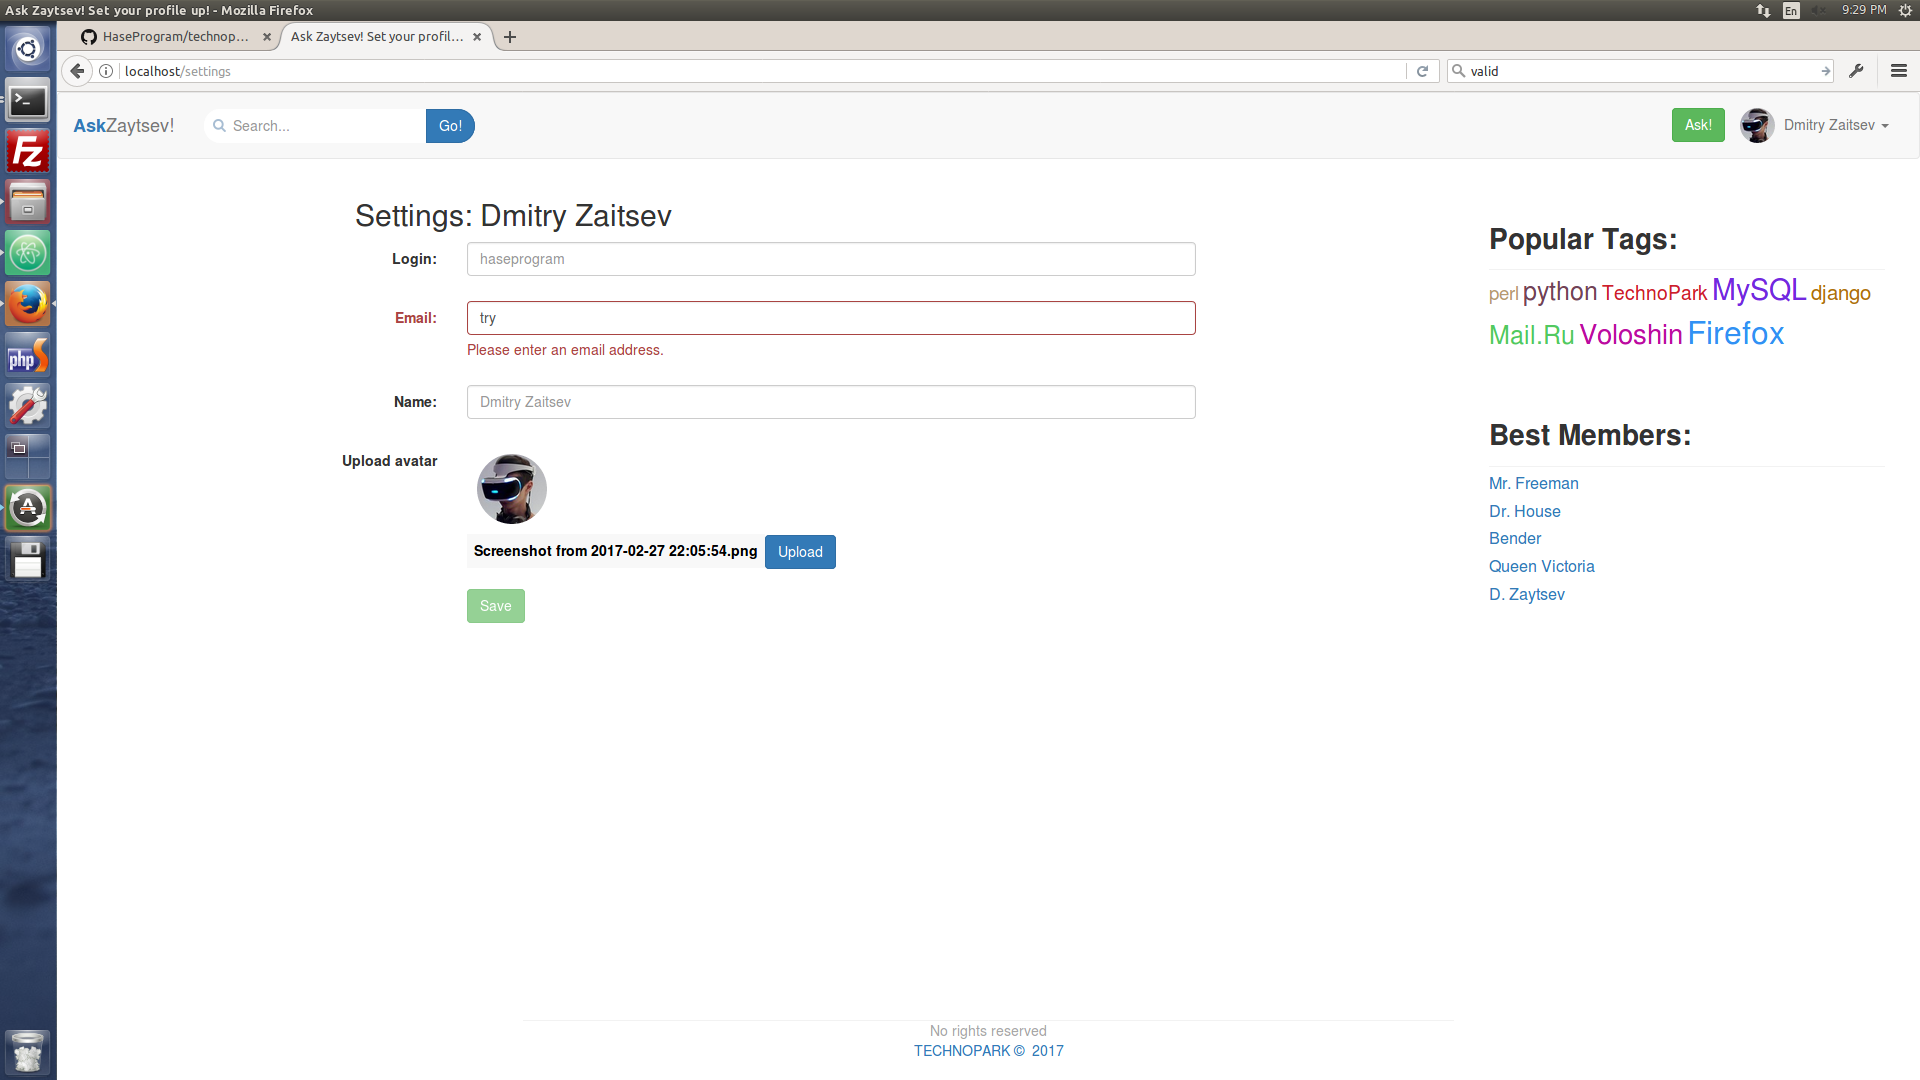 Ask Zaytsev! Set your profile up! - Mozilla Firefox
En
9:29 PM
HaseProgram/technop...
Ask Zaytsev! Set your profil...
localhost/settings
valid
AskZaytsev!
Search...
Go!
Ask!
Dmitry Zaitsev
Settings: Dmitry Zaitsev
Login:
haseprogram
Email:
try
Please enter an email address.
Name:
Dmitry Zaitsev
Upload avatar
Screenshot from 2017-02-27 22:05:54.png
Upload
Save
Popular Tags:
perl python TechnoPark MySQL django
Mail.Ru Voloshin Firefox
Best Members:
Mr. Freeman
Dr. House
Bender
Queen Victoria
D. Zaytsev
No rights reserved
TECHNOPARK © 2017
Fz
php
A